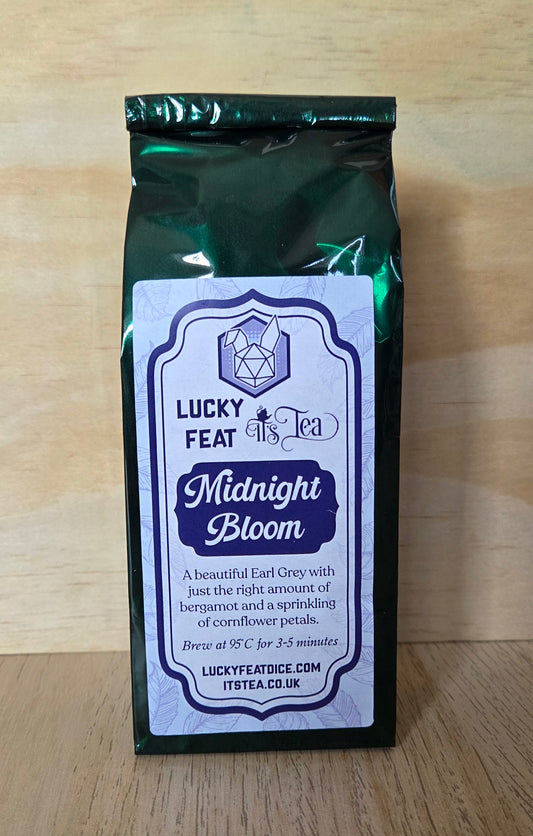 LUCKY
FEAT
it's Tea
Midnight
Bloom
A beautiful Earl Grey with
just the right amount of
bergamot and a sprinkling
of cornflower petals.
Brew at 95°C for 3-5 minutes
LUCKYFEATDICE.COM
ITSTEA.CO.UK